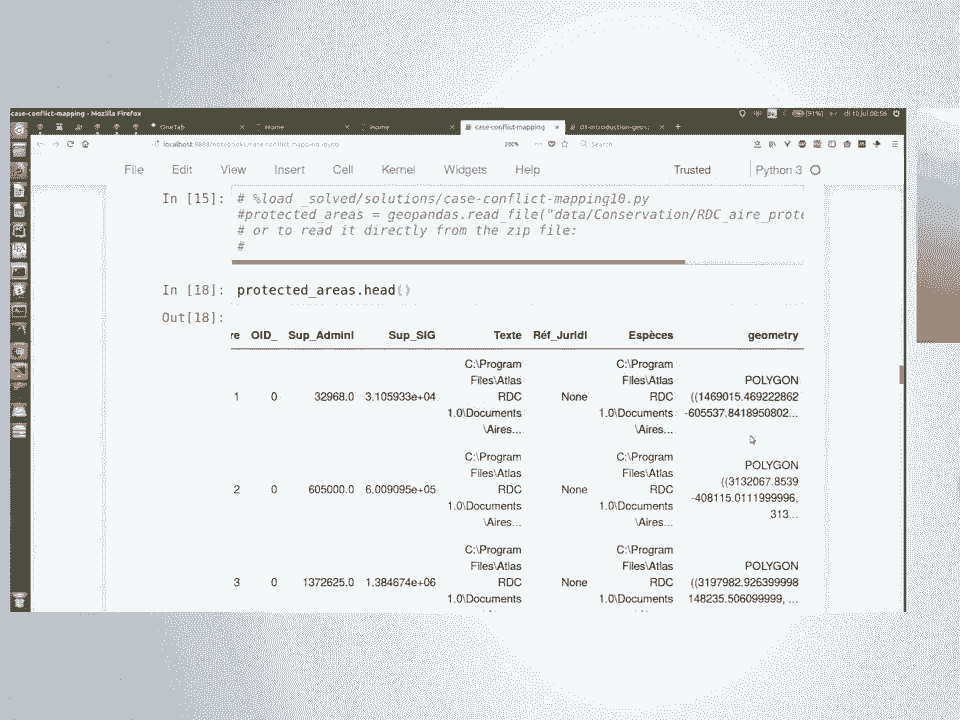 case-conflict-mapping - Mozilla Firefox
(91%) di 10 jul 00:56
OneTab Home Home case-conflict-mapping 01-introduction-geos
localhost:8888/notebooks/case-conflict-mapping.ipynb 200% Search
File Edit View Insert Cell Kernel Widgets Help Trusted Python 3
In [15]: # %load _solved/solutions/case-conflict-mapping10.py
#protected_areas = geopandas.read_file("data/Conservation/RDC_aire_prote
# or to read it directly from the zip file:
#
In [18]: protected_areas.head()
Out[18]:
re OID_ Sup_Admini Sup_SIG Texte Réf_Juridi Espèces geometry
C:\Program C:\Program
Files\Atlas Files\Atlas POLYGON
1 0 32968.0 3.105933e+04 RDC None RDC ((1469015.469222862
1.0\Documents 1.0\Documents -605537.8418950802...
\Aires... \Aires...
C:\Program C:\Program POLYGON
Files\Atlas Files\Atlas ((3132067.8539
2 0 605000.0 6.009095e+05 RDC None RDC -408115.0111999996,
1.0\Documents 1.0\Documents 313...
\Aires... \Aires...
C:\Program C:\Program
Files\Atlas Files\Atlas POLYGON
3 0 1372625.0 1.384674e+06 RDC None RDC ((3197982.926399998
1.0\Documents 1.0\Documents 148235.506099999, ...